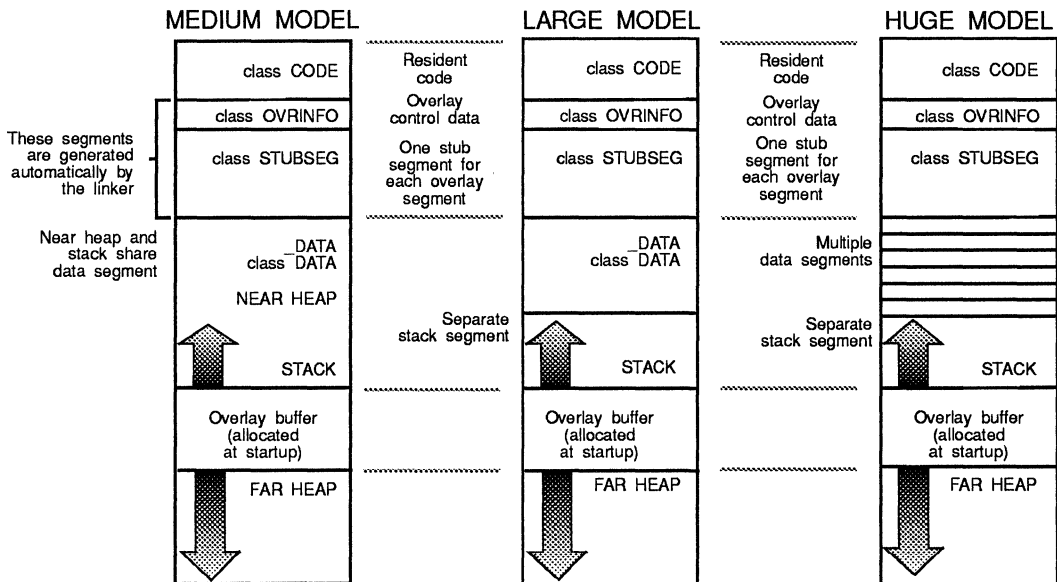 MEDIUM MODEL
LARGE MODEL
HUGE MODEL
class CODE
Resident
code
class CODE
Resident
code
class CODE
These segments
are generated
automatically by
the linker
class OVRINFO
Overlay
control data
class OVRINFO
Overlay
control data
class OVRINFO
class STUBSEG
One stub
segment for
each overlay
segment
class STUBSEG
One stub
segment for
each overlay
segment
class STUBSEG
Near heap and
stack share
data segment
_DATA
class DATA
NEAR HEAP
STACK
Separate
stack segment
_DATA
class DATA
STACK
Multiple
data segments
Separate
stack segment
STACK
Overlay buffer
(allocated
at startup)
Overlay buffer
(allocated
at startup)
Overlay buffer
(allocated
at startup)
FAR HEAP
FAR HEAP
FAR HEAP